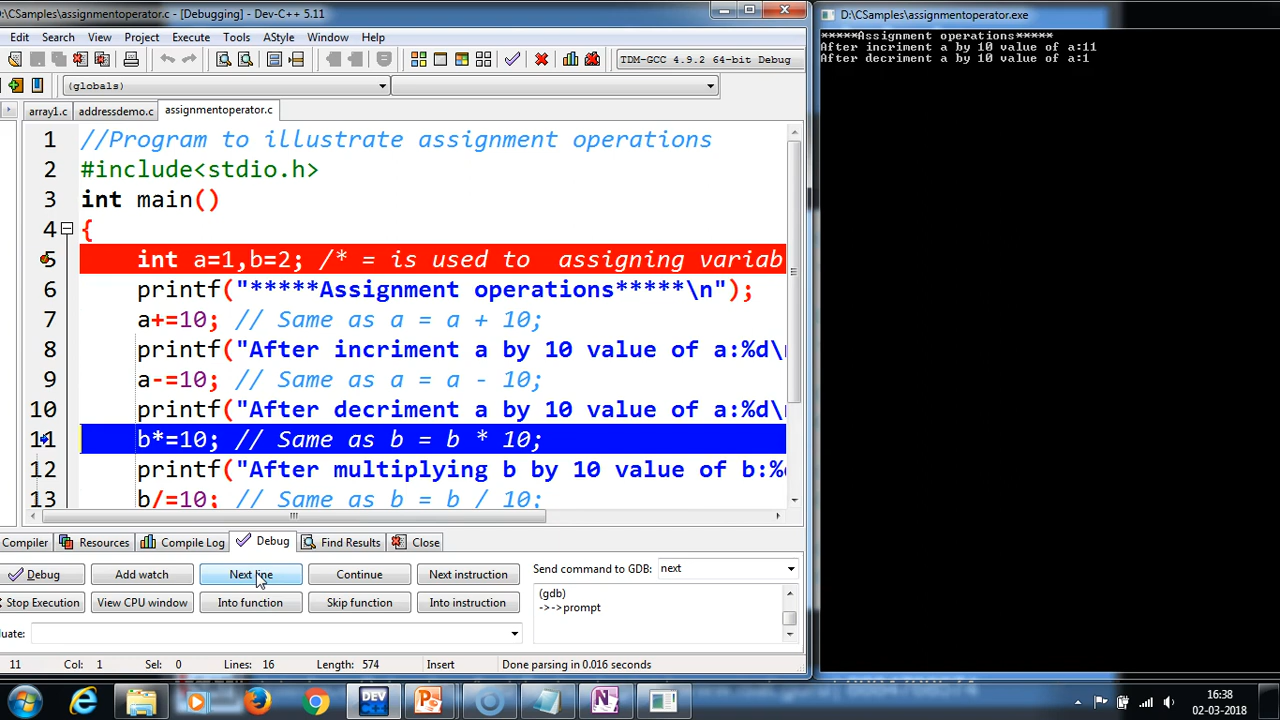 D:\CSamples\assignmentoperator.c - [Debugging] - Dev-C++ 5.11
Edit Search View Project Execute Tools AStyle Window Help
TDM-GCC 4.9.2 64-bit Debug
(globals)
array1.c addressdemo.c assignmentoperator.c
1 //Program to illustrate assignment operations
2 #include<stdio.h>
3 int main()
4 {
5 int a=1,b=2; /* = is used to assigning variab
6 printf("*****Assignment operations*****\n");
7 a+=10; // Same as a = a + 10;
8 printf("After incriment a by 10 value of a:%d\n
9 a-=10; // Same as a = a - 10;
10 printf("After decriment a by 10 value of a:%d\n
11 b*=10; // Same as b = b * 10;
12 printf("After multiplying b by 10 value of b:%d
13 b/=10; // Same as b = b / 10;
Compiler Resources Compile Log Debug Find Results Close
Debug Add watch Next line Continue Next instruction
Stop Execution View CPU window Into function Skip function Into instruction
Send command to GDB: next
(gdb)
->->prompt
uate:
11 Col: 1 Sel: 0 Lines: 16 Length: 574 Insert Done parsing in 0.016 seconds
D:\CSamples\assignmentoperator.exe
*****Assignment operations*****
After incriment a by 10 value of a:11
After decriment a by 10 value of a:1
DEV
16:38
02-03-2018